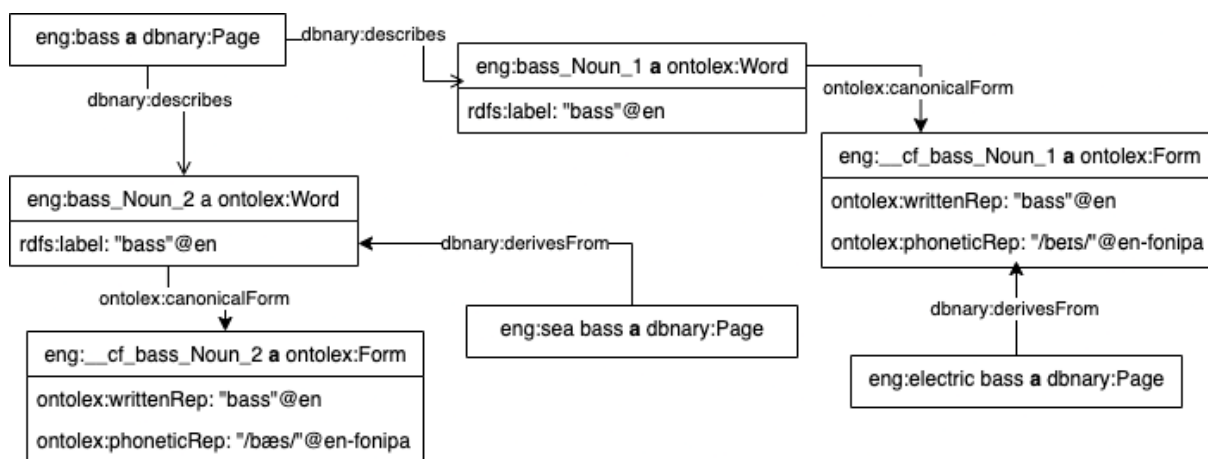 eng:bass a dbnary:Page
dbnary:describes
dbnary:describes
eng:bass_Noun_1 a ontolex:Word
rdfs:label: "bass"@en
ontolex:canonicalForm
eng:__cf_bass_Noun_1 a ontolex:Form
ontolex:writtenRep: "bass"@en
ontolex:phoneticRep: "/beɪs/"@en-fonipa
eng:bass_Noun_2 a ontolex:Word
rdfs:label: "bass"@en
dbnary:derivesFrom
ontolex:canonicalForm
eng:sea bass a dbnary:Page
dbnary:derivesFrom
eng:__cf_bass_Noun_2 a ontolex:Form
ontolex:writtenRep: "bass"@en
ontolex:phoneticRep: "/bæs/"@en-fonipa
eng:electric bass a dbnary:Page